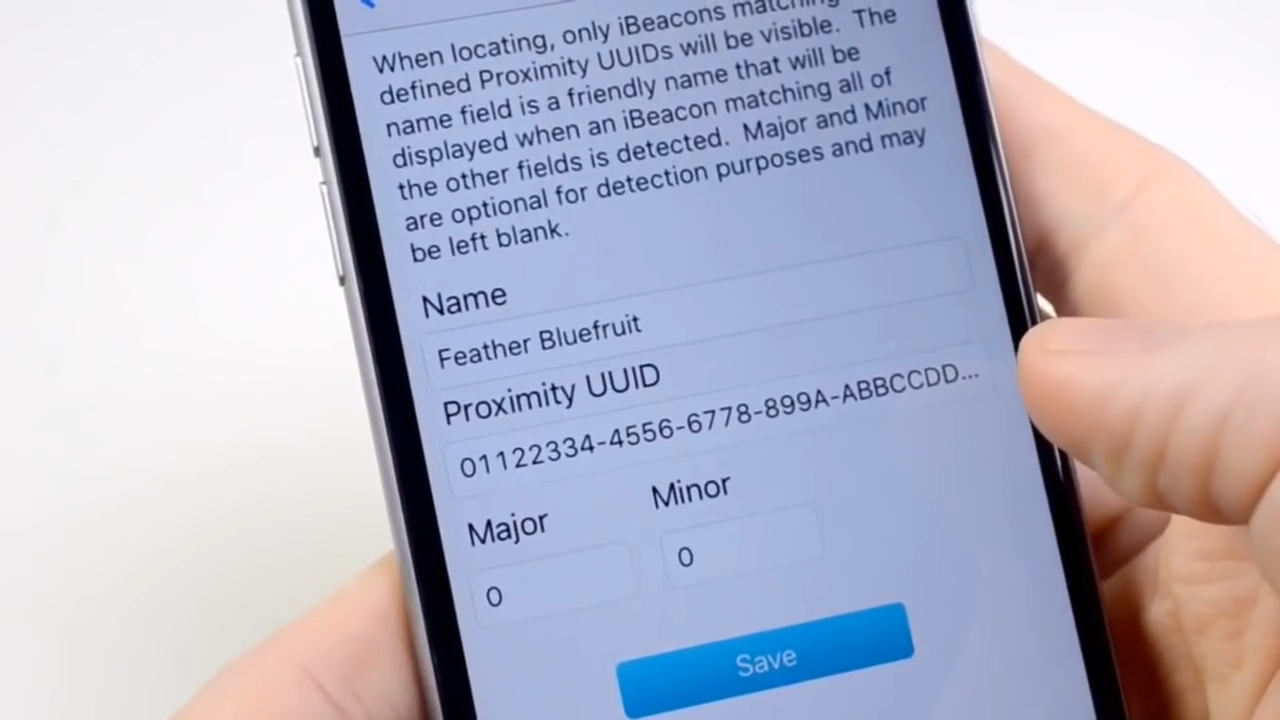 When locating, only iBeacons matching
defined Proximity UUIDs will be visible. The
name field is a friendly name that will be
displayed when an iBeacon matching all of
the other fields is detected. Major and Minor
are optional for detection purposes and may
be left blank.
Name
Feather Bluefruit
Proximity UUID
01122334-4556-6778-899A-ABBCCDD...
Major
Minor
0
0
Save